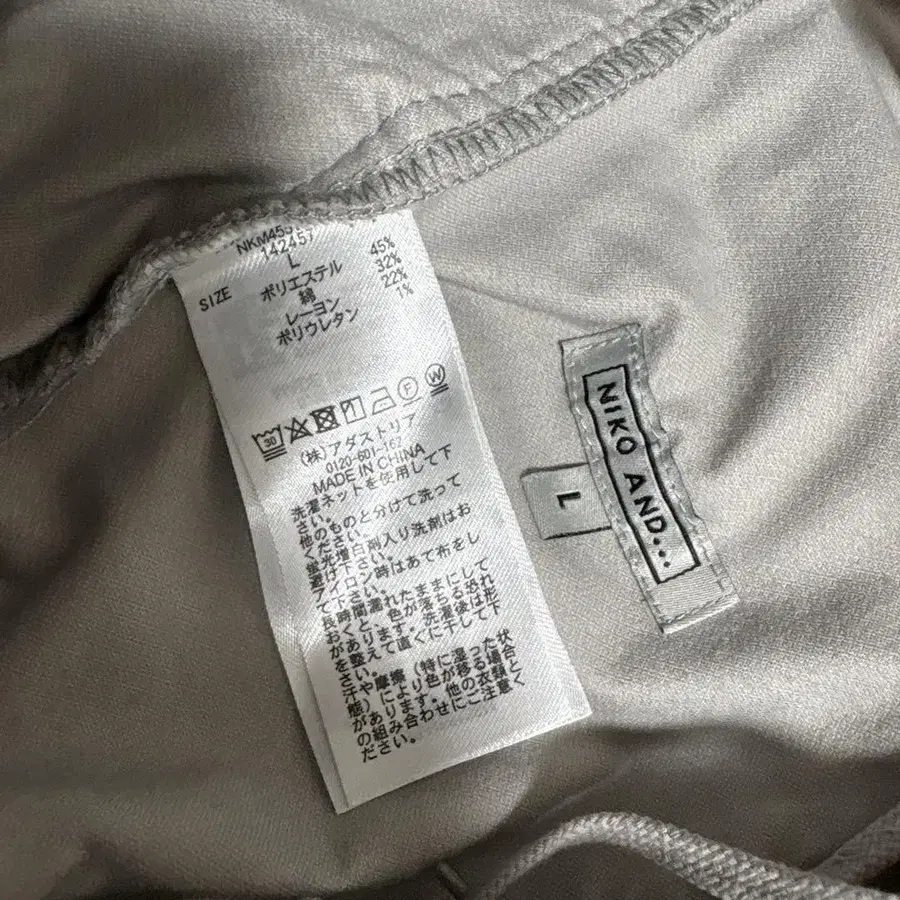 142457
SIZE L
ポリエステル 45%
綿 32%
レーヨン 22%
ポリウレタン 1%
30
F
W
(株)アダストリア
0120-601-162
MADE IN CHINA
洗濯ネットを使用して下
さい。
他のものと分けて洗って
ください。
蛍光増白剤入り洗剤はお
避け下さい。
アイロン時はあて布をし
て下さい。
長時間濡れたままにして
おくと、色が落ちる恐れ
があります。洗濯後は形
を整えて直ぐに干して下
さい。
汗や摩擦(特に湿った状
態)により色が移る場合
があります。他の衣類と
の組み合わせにご注意く
ださい。
NIKO AND...
L